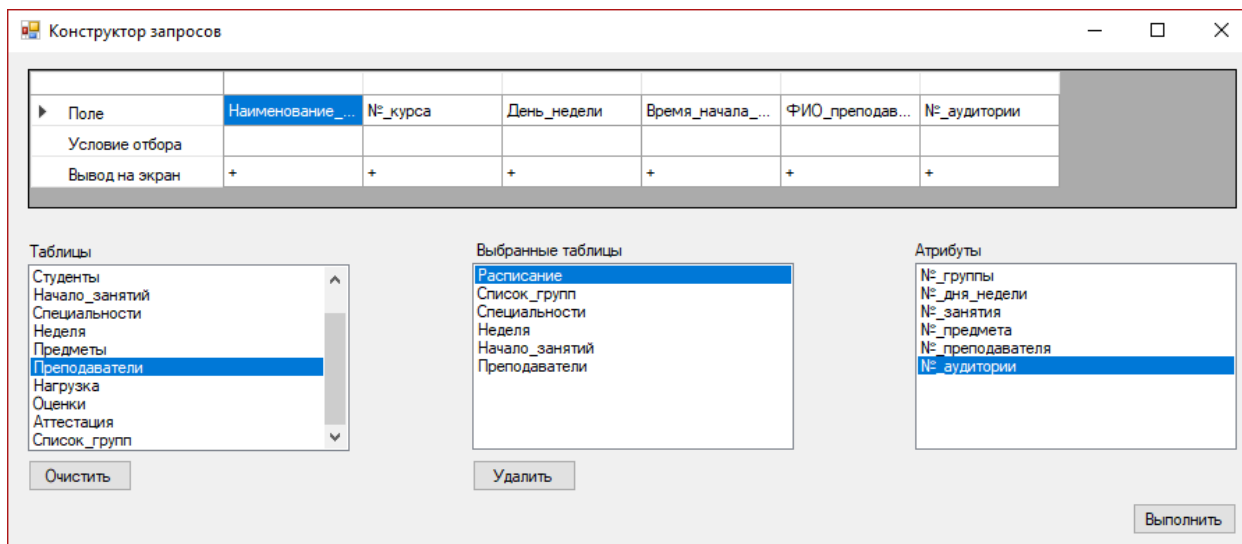 Конструктор запросов
Поле Наименование_... №_курса День_недели Время_начала_... ФИО_преподав... №_аудитории
Условие отбора
Вывод на экран + + + + + +
Таблицы Выбранные таблицы Атрибуты
Студенты Расписание №_группы
Начало_занятий Список_групп №_дня_недели
Специальности Специальности №_занятия
Неделя Неделя №_предмета
Предметы Начало_занятий №_преподавателя
Преподаватели Преподаватели №_аудитории
Нагрузка
Оценки
Аттестация
Список_групп
Очистить Удалить
Выполнить